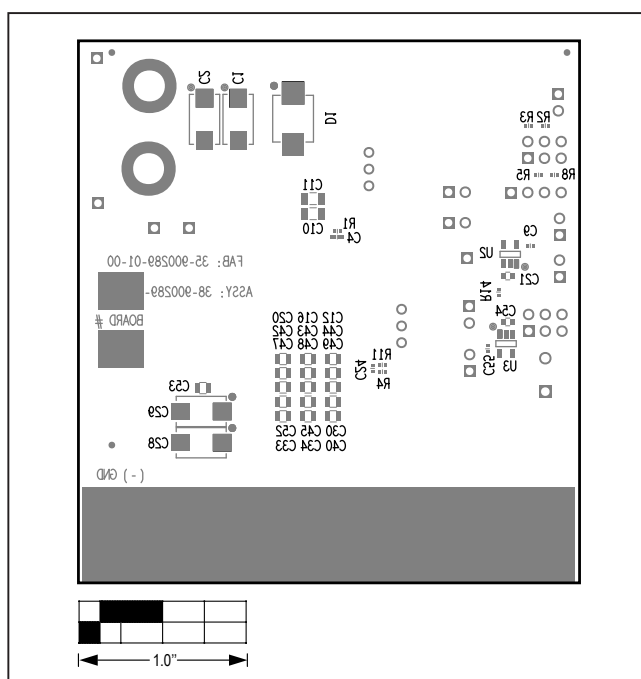 C2
C1
D1
R3
R2
R5
R8
C11
C10
R1
C4
C9
U2
C21
R14
C54
C55
U3
FAB: 35-900289-01-00
ASSY: 38-900289-
BOARD #
C20 C16 C12
C42 C43 C44
C47 C48 C49
C24
R11
R4
C53
C29
C28
C52 C45 C30
C33 C34 C40
(-) GND
1.0"